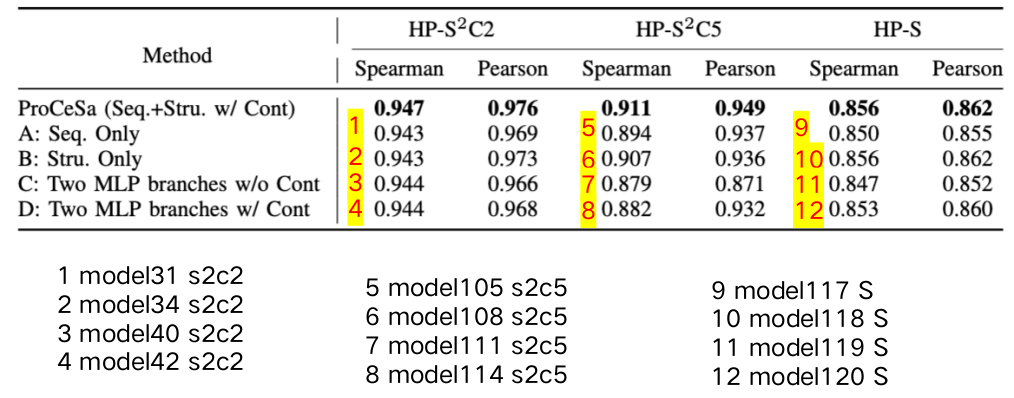 Method HP-S²C2 HP-S²C5 HP-S
Spearman Pearson Spearman Pearson Spearman Pearson
ProCeSa (Seq.+Stru. w/ Cont) 0.947 0.976 0.911 0.949 0.856 0.862
A: Seq. Only 1 0.943 0.969 5 0.894 0.937 9 0.850 0.855
B: Stru. Only 2 0.943 0.973 6 0.907 0.936 10 0.856 0.862
C: Two MLP branches w/o Cont 3 0.944 0.966 7 0.879 0.871 11 0.847 0.852
D: Two MLP branches w/ Cont 4 0.944 0.968 8 0.882 0.932 12 0.853 0.860
1 model31 s2c2
2 model34 s2c2
3 model40 s2c2
4 model42 s2c2
5 model105 s2c5
6 model108 s2c5
7 model111 s2c5
8 model114 s2c5
9 model117 S
10 model118 S
11 model119 S
12 model120 S